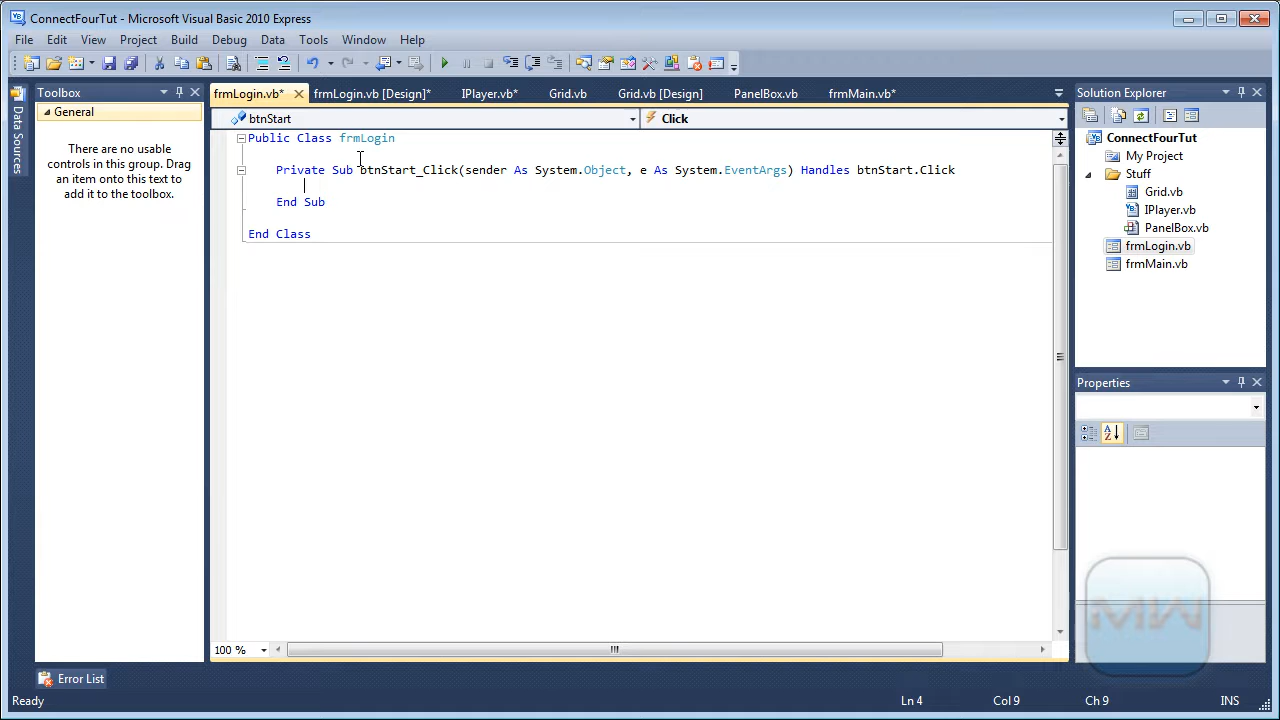 ConnectFourTut - Microsoft Visual Basic 2010 Express
File Edit View Project Build Debug Data Tools Window Help
Data Sources
Toolbox
General
There are no usable
controls in this group. Drag
an item onto this text to
add it to the toolbox.
frmLogin.vb* frmLogin.vb [Design]* IPlayer.vb* Grid.vb Grid.vb [Design] PanelBox.vb frmMain.vb*
btnStart Click
Public Class frmLogin
Private Sub btnStart_Click(sender As System.Object, e As System.EventArgs) Handles btnStart.Click
End Sub
End Class
100 %
Solution Explorer
ConnectFourTut
My Project
Stuff
Grid.vb
IPlayer.vb
PanelBox.vb
frmLogin.vb
frmMain.vb
Properties
MW
Error List
Ready Ln 4 Col 9 Ch 9 INS